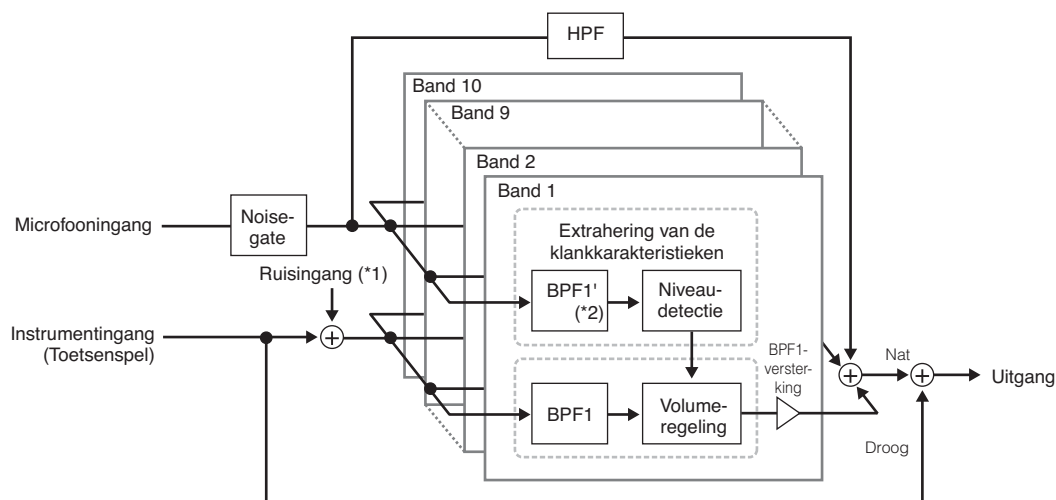 HPF
Band 10
Band 9
Band 2
Band 1
Microfooningang
Noise-
gate
Extrahering van de
klankkarakteristieken
Ruisingang (*1)
BPF1'
(*2)
Niveau-
detectie
Instrumentingang
(Toetsenspel)
BPF1-
verster-
king
Nat
Uitgang
BPF1
Volume-
regeling
Droog